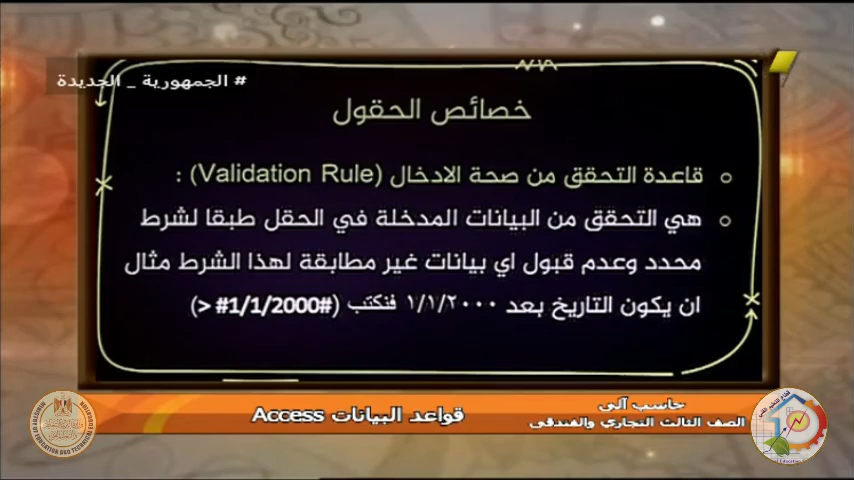 # الجمهورية _ الجديدة
خصائص الحقول
○ قاعدة التحقق من صحة الادخال (Validation Rule) :
○ هي التحقق من البيانات المدخلة في الحقل طبقا لشرط
محدد وعدم قبول اي بيانات غير مطابقة لهذا الشرط مثال
ان يكون التاريخ بعد ١/١/٢٠٠٠ فنكتب (#1/1/2000# <)
حاسب آلى
الصف الثالث التجاري والفندقى
قواعد البيانات Access